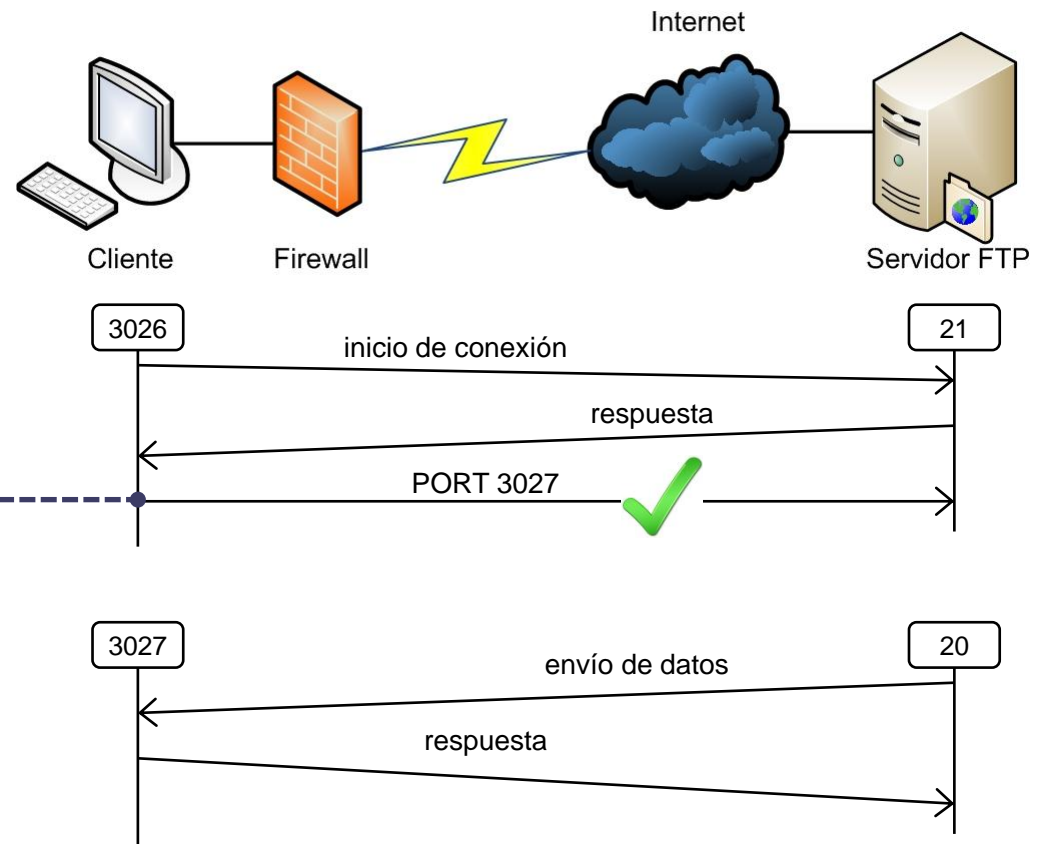 Internet
Cliente
Firewall
Servidor FTP
3026
21
inicio de conexión
respuesta
PORT 3027
3027
20
envío de datos
respuesta